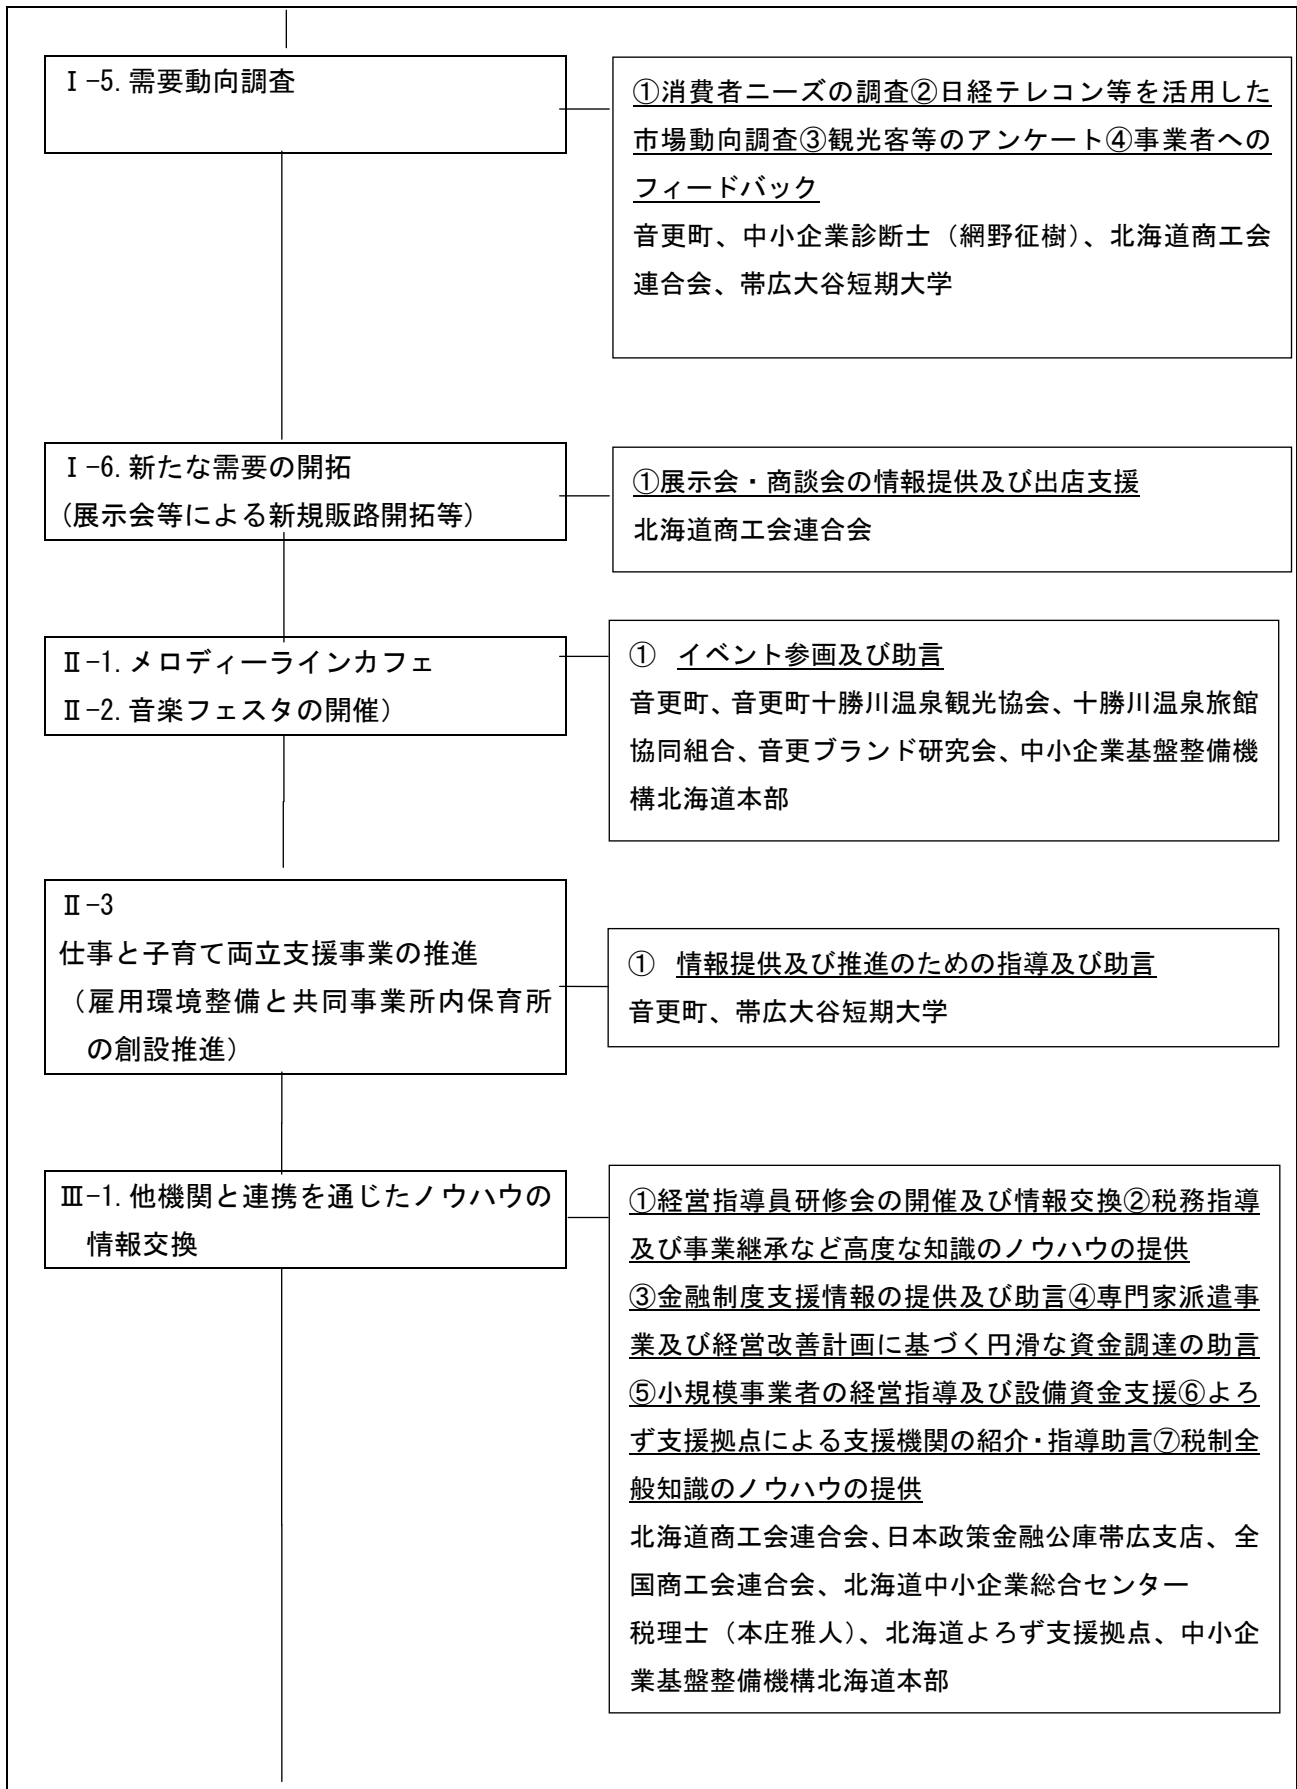 Ⅰ-5.需要動向調査
①消費者ニーズの調査②日経テレコン等を活用した
市場動向調査③観光客等のアンケート④事業者への
フィードバック
音更町、中小企業診断士（網野征樹）、北海道商工会
連合会、帯広大谷短期大学
Ⅰ-6.新たな需要の開拓
(展示会等による新規販路開拓等)
①展示会・商談会の情報提供及び出店支援
北海道商工会連合会
Ⅱ-1.メロディーラインカフェ
Ⅱ-2.音楽フェスタの開催)
① イベント参画及び助言
音更町、音更町十勝川温泉観光協会、十勝川温泉旅館
協同組合、音更ブランド研究会、中小企業基盤整備機
構北海道本部
Ⅱ-3
仕事と子育て両立支援事業の推進
（雇用環境整備と共同事業所内保育所
の創設推進）
① 情報提供及び推進のための指導及び助言
音更町、帯広大谷短期大学
Ⅲ-1.他機関と連携を通じたノウハウの
情報交換
①経営指導員研修会の開催及び情報交換②税務指導
及び事業継承など高度な知識のノウハウの提供
③金融制度支援情報の提供及び助言④専門家派遣事
業及び経営改善計画に基づく円滑な資金調達の助言
⑤小規模事業者の経営指導及び設備資金支援⑥よろ
ず支援拠点による支援機関の紹介・指導助言⑦税制全
般知識のノウハウの提供
北海道商工会連合会、日本政策金融公庫帯広支店、全
国商工会連合会、北海道中小企業総合センター
税理士（本庄雅人）、北海道よろず支援拠点、中小企
業基盤整備機構北海道本部